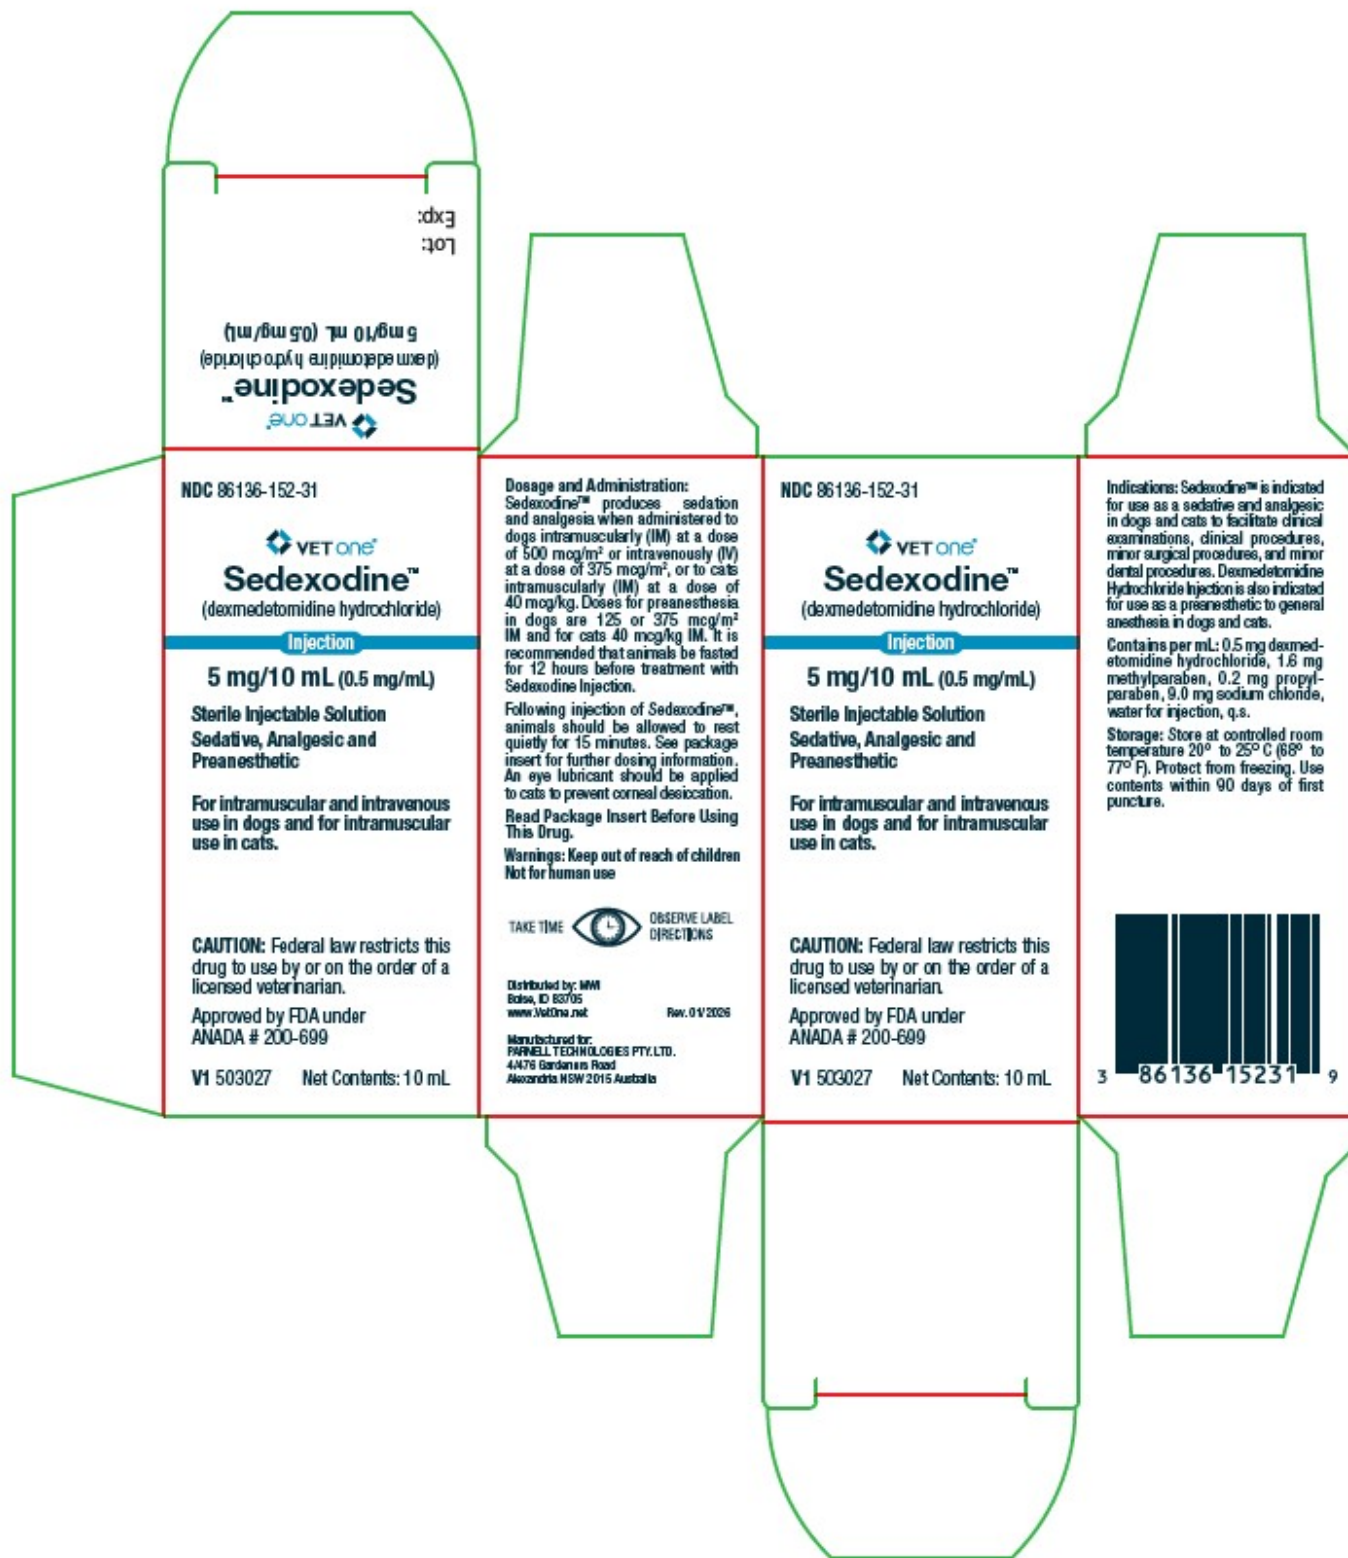 Lot:
Exp:
VET one®
Sedexodine™
(dexmedetomidine hydrochloride)
5 mg/10 mL (0.5 mg/mL)
NDC 86136-152-31
VET one®
Sedexodine™
(dexmedetomidine hydrochloride)
Injection
5 mg/10 mL (0.5 mg/mL)
Sterile Injectable Solution
Sedative, Analgesic and
Preanesthetic
For intramuscular and intravenous
use in dogs and for intramuscular
use in cats.
CAUTION: Federal law restricts this
drug to use by or on the order of a
licensed veterinarian.
Approved by FDA under
ANADA # 200-699
V1 503027 Net Contents: 10 mL
Dosage and Administration:
Sedexodine™ produces sedation
and analgesia when administered to
dogs intramuscularly (IM) at a dose
of 500 mcg/m² or intravenously (IV)
at a dose of 375 mcg/m², or to cats
intramuscularly (IM) at a dose of
40 mcg/kg. Doses for preanesthesia
in dogs are 125 or 375 mcg/m²
IM and for cats 40 mcg/kg IM. It is
recommended that animals be fasted
for 12 hours before treatment with
Sedexodine Injection.
Following injection of Sedexodine™,
animals should be allowed to rest
quietly for 15 minutes. See package
insert for further dosing information.
An eye lubricant should be applied
to cats to prevent corneal desiccation.
Read Package Insert Before Using
This Drug.
Warnings: Keep out of reach of children
Not for human use
TAKE TIME OBSERVE LABEL
DIRECTIONS
Distributed by: MWI
Boise, ID 83705
www.VetOne.net Rev. 01/2026
Manufactured for:
PARNELL TECHNOLOGIES PTY. LTD.
4/476 Gardeners Road
Alexandria NSW 2015 Australia
NDC 86136-152-31
VET one®
Sedexodine™
(dexmedetomidine hydrochloride)
Injection
5 mg/10 mL (0.5 mg/mL)
Sterile Injectable Solution
Sedative, Analgesic and
Preanesthetic
For intramuscular and intravenous
use in dogs and for intramuscular
use in cats.
CAUTION: Federal law restricts this
drug to use by or on the order of a
licensed veterinarian.
Approved by FDA under
ANADA # 200-699
V1 503027 Net Contents: 10 mL
Indications: Sedexodine™ is indicated
for use as a sedative and analgesic
in dogs and cats to facilitate clinical
examinations, clinical procedures,
minor surgical procedures, and minor
dental procedures. Dexmedetomidine
Hydrochloride Injection is also indicated
for use as a preanesthetic to general
anesthesia in dogs and cats.
Contains per mL: 0.5 mg dexmed-
etomidine hydrochloride, 1.6 mg
methylparaben, 0.2 mg propyl-
paraben, 9.0 mg sodium chloride,
water for injection, q.s.
Storage: Store at controlled room
temperature 20° to 25° C (68° to
77° F). Protect from freezing. Use
contents within 90 days of first
puncture.
3 86136 15231 9